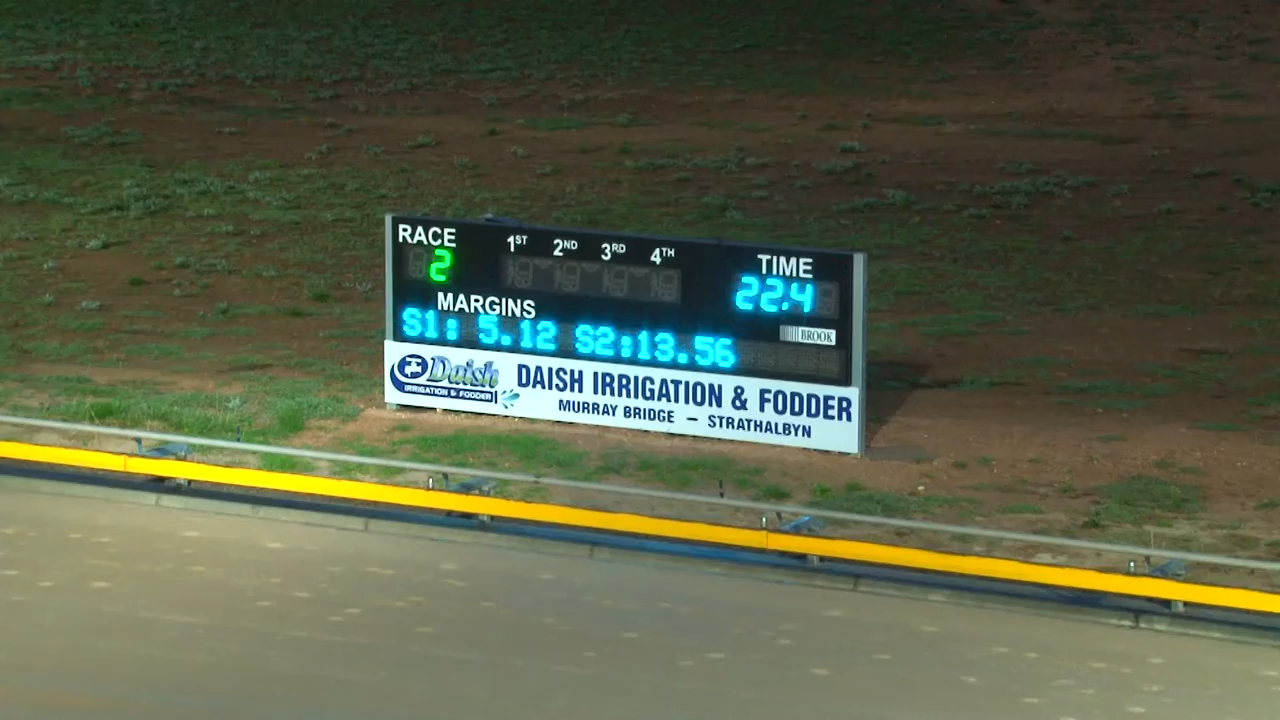 RACE 1ST 2ND 3RD 4TH TIME
2 22.4
MARGINS
S1: 5.12 S2:13.56
BROOK
Daish
IRRIGATION & FODDER
DAISH IRRIGATION & FODDER
MURRAY BRIDGE – STRATHALBYN